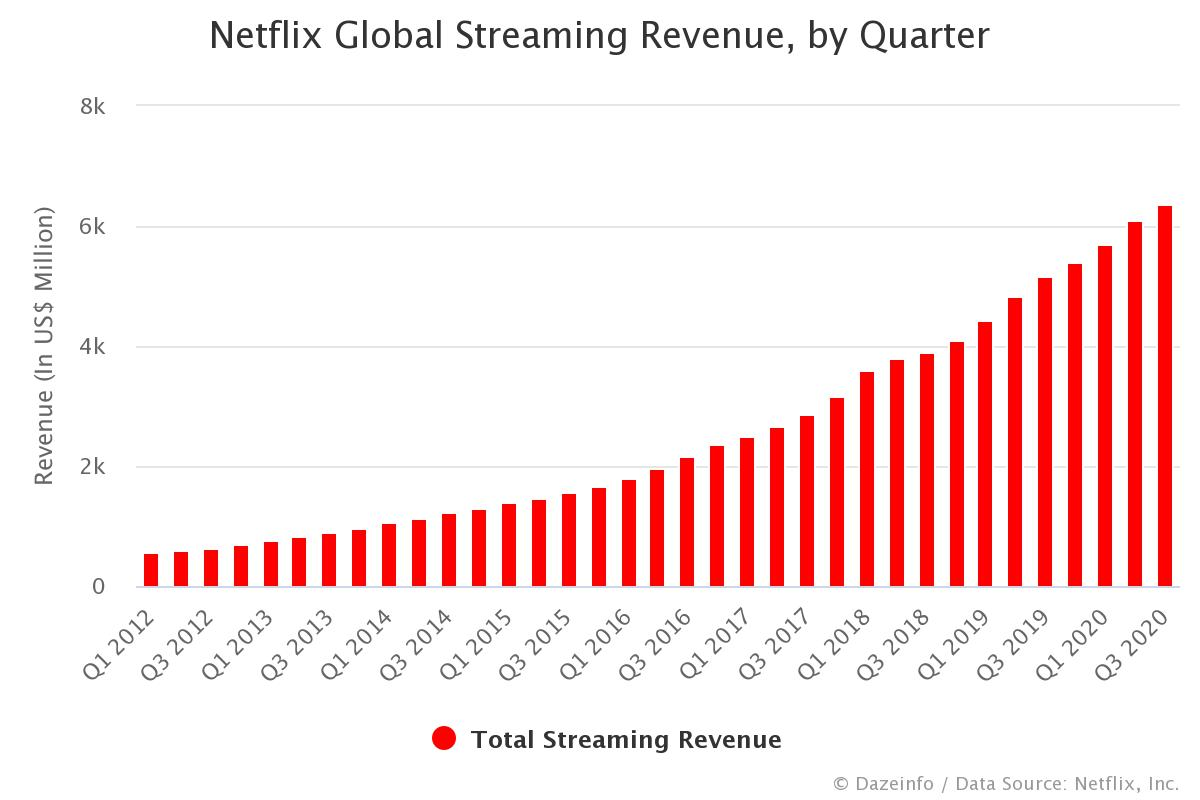 Netflix Global Streaming Revenue, by Quarter
8k
6k
4k
2k
0
Revenue (In US$ Million)
Q1 2012
Q3 2012
Q1 2013
Q3 2013
Q1 2014
Q3 2014
Q1 2015
Q3 2015
Q1 2016
Q3 2016
Q1 2017
Q3 2017
Q1 2018
Q3 2018
Q1 2019
Q3 2019
Q1 2020
Q3 2020
Total Streaming Revenue
© Dazeinfo / Data Source: Netflix, Inc.